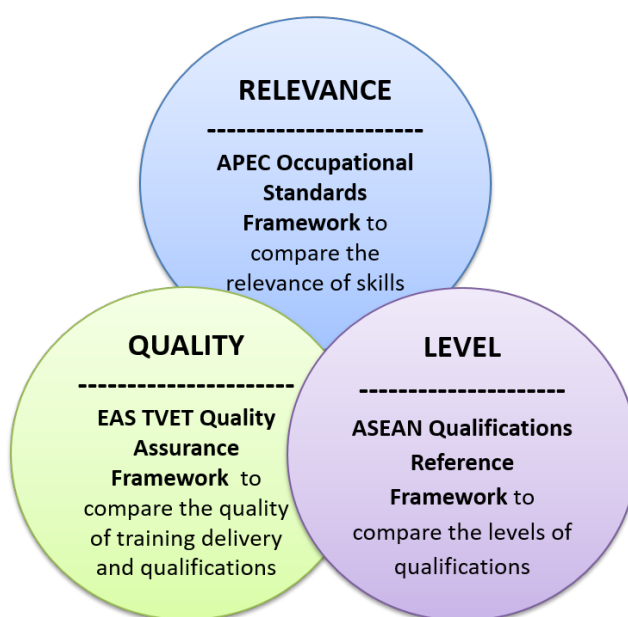 RELEVANCE
----------------------
APEC Occupational
Standards
Framework to
compare the
relevance of skills
QUALITY
----------------------
EAS TVET Quality
Assurance
Framework to
compare the quality
of training delivery
and qualifications
LEVEL
---------------------
ASEAN Qualifications
Reference
Framework to
compare the levels of
qualifications